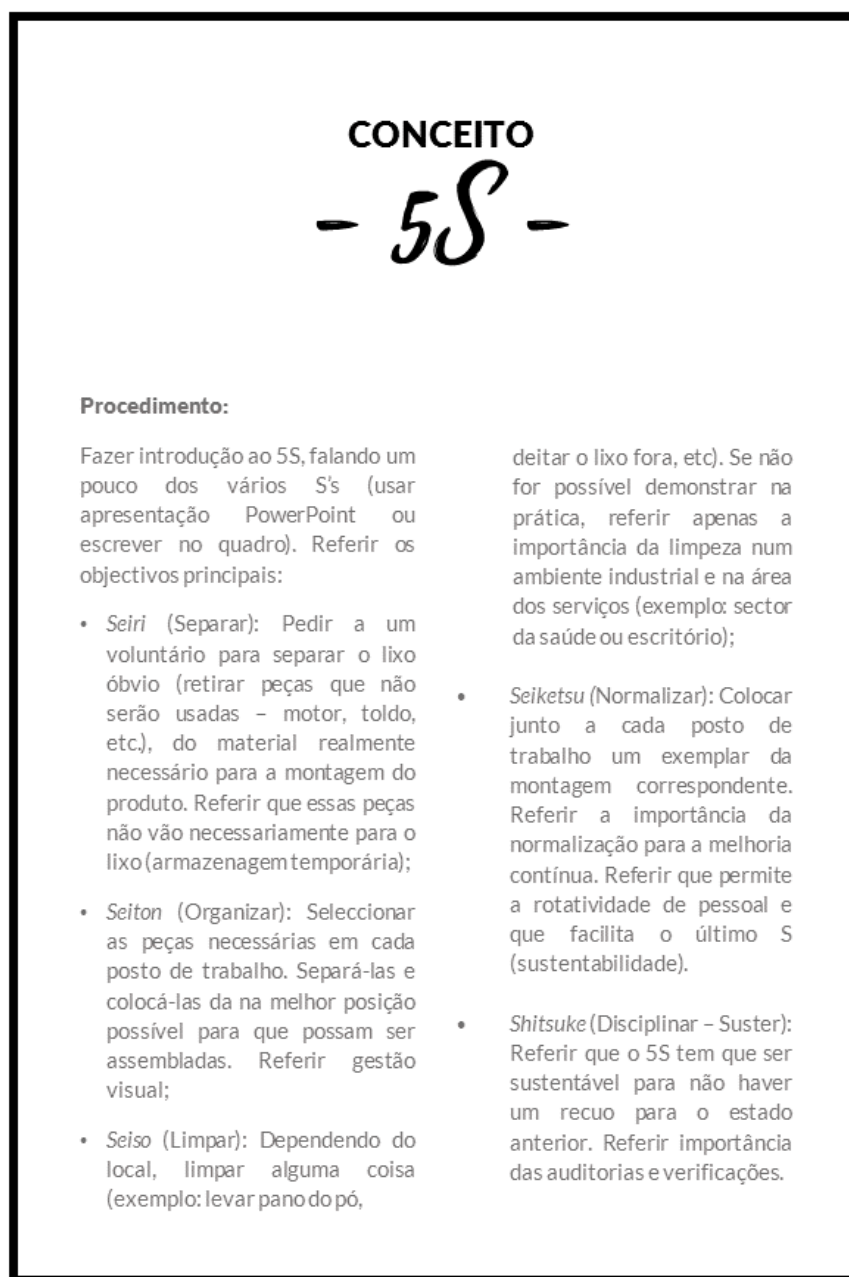 CONCEITO
- 5S -
Procedimento:
Fazer introdução ao 5S, falando um
pouco dos vários S's (usar
apresentação PowerPoint ou
escrever no quadro). Referir os
objectivos principais:
• Seiri (Separar): Pedir a um
voluntário para separar o lixo
óbvio (retirar peças que não
serão usadas – motor, toldo,
etc.), do material realmente
necessário para a montagem do
produto. Referir que essas peças
não vão necessariamente para o
lixo (armazenagem temporária);
• Seiton (Organizar): Seleccionar
as peças necessárias em cada
posto de trabalho. Separá-las e
colocá-las da na melhor posição
possível para que possam ser
assembladas. Referir gestão
visual;
• Seiso (Limpar): Dependendo do
local, limpar alguma coisa
(exemplo: levar pano do pó,
deitar o lixo fora, etc). Se não
for possível demonstrar na
prática, referir apenas a
importância da limpeza num
ambiente industrial e na área
dos serviços (exemplo: sector
da saúde ou escritório);
• Seiketsu (Normalizar): Colocar
junto a cada posto de
trabalho um exemplar da
montagem correspondente.
Referir a importância da
normalização para a melhoria
contínua. Referir que permite
a rotatividade de pessoal e
que facilita o último S
(sustentabilidade).
• Shitsuke (Disciplinar – Suster):
Referir que o 5S tem que ser
sustentável para não haver
um recuo para o estado
anterior. Referir importância
das auditorias e verificações.